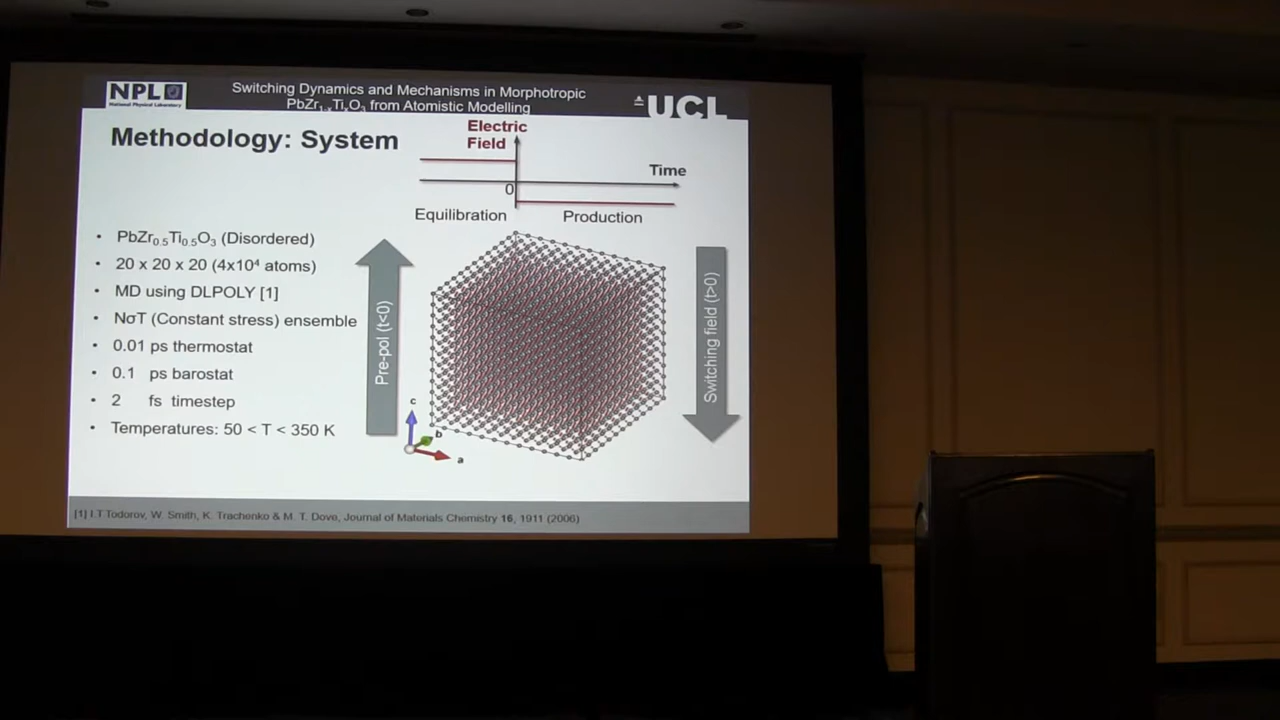 NPL
National Physical Laboratory
Switching Dynamics and Mechanisms in Morphotropic
PbZr₁₋ₓTiₓO₃ from Atomistic Modelling
UCL
Methodology: System
Electric
Field
Time
0
Equilibration
Production
• PbZr₀.₅Ti₀.₅O₃ (Disordered)
• 20 x 20 x 20 (4x10⁴ atoms)
• MD using DLPOLY [1]
• NσT (Constant stress) ensemble
• 0.01 ps thermostat
• 0.1 ps barostat
• 2 fs timestep
• Temperatures: 50 < T < 350 K
Pre-pol (t<0)
Switching field (t>0)
c
b
a
[1] I.T Todorov, W. Smith, K. Trachenko & M. T. Dove, Journal of Materials Chemistry 16, 1911 (2006)